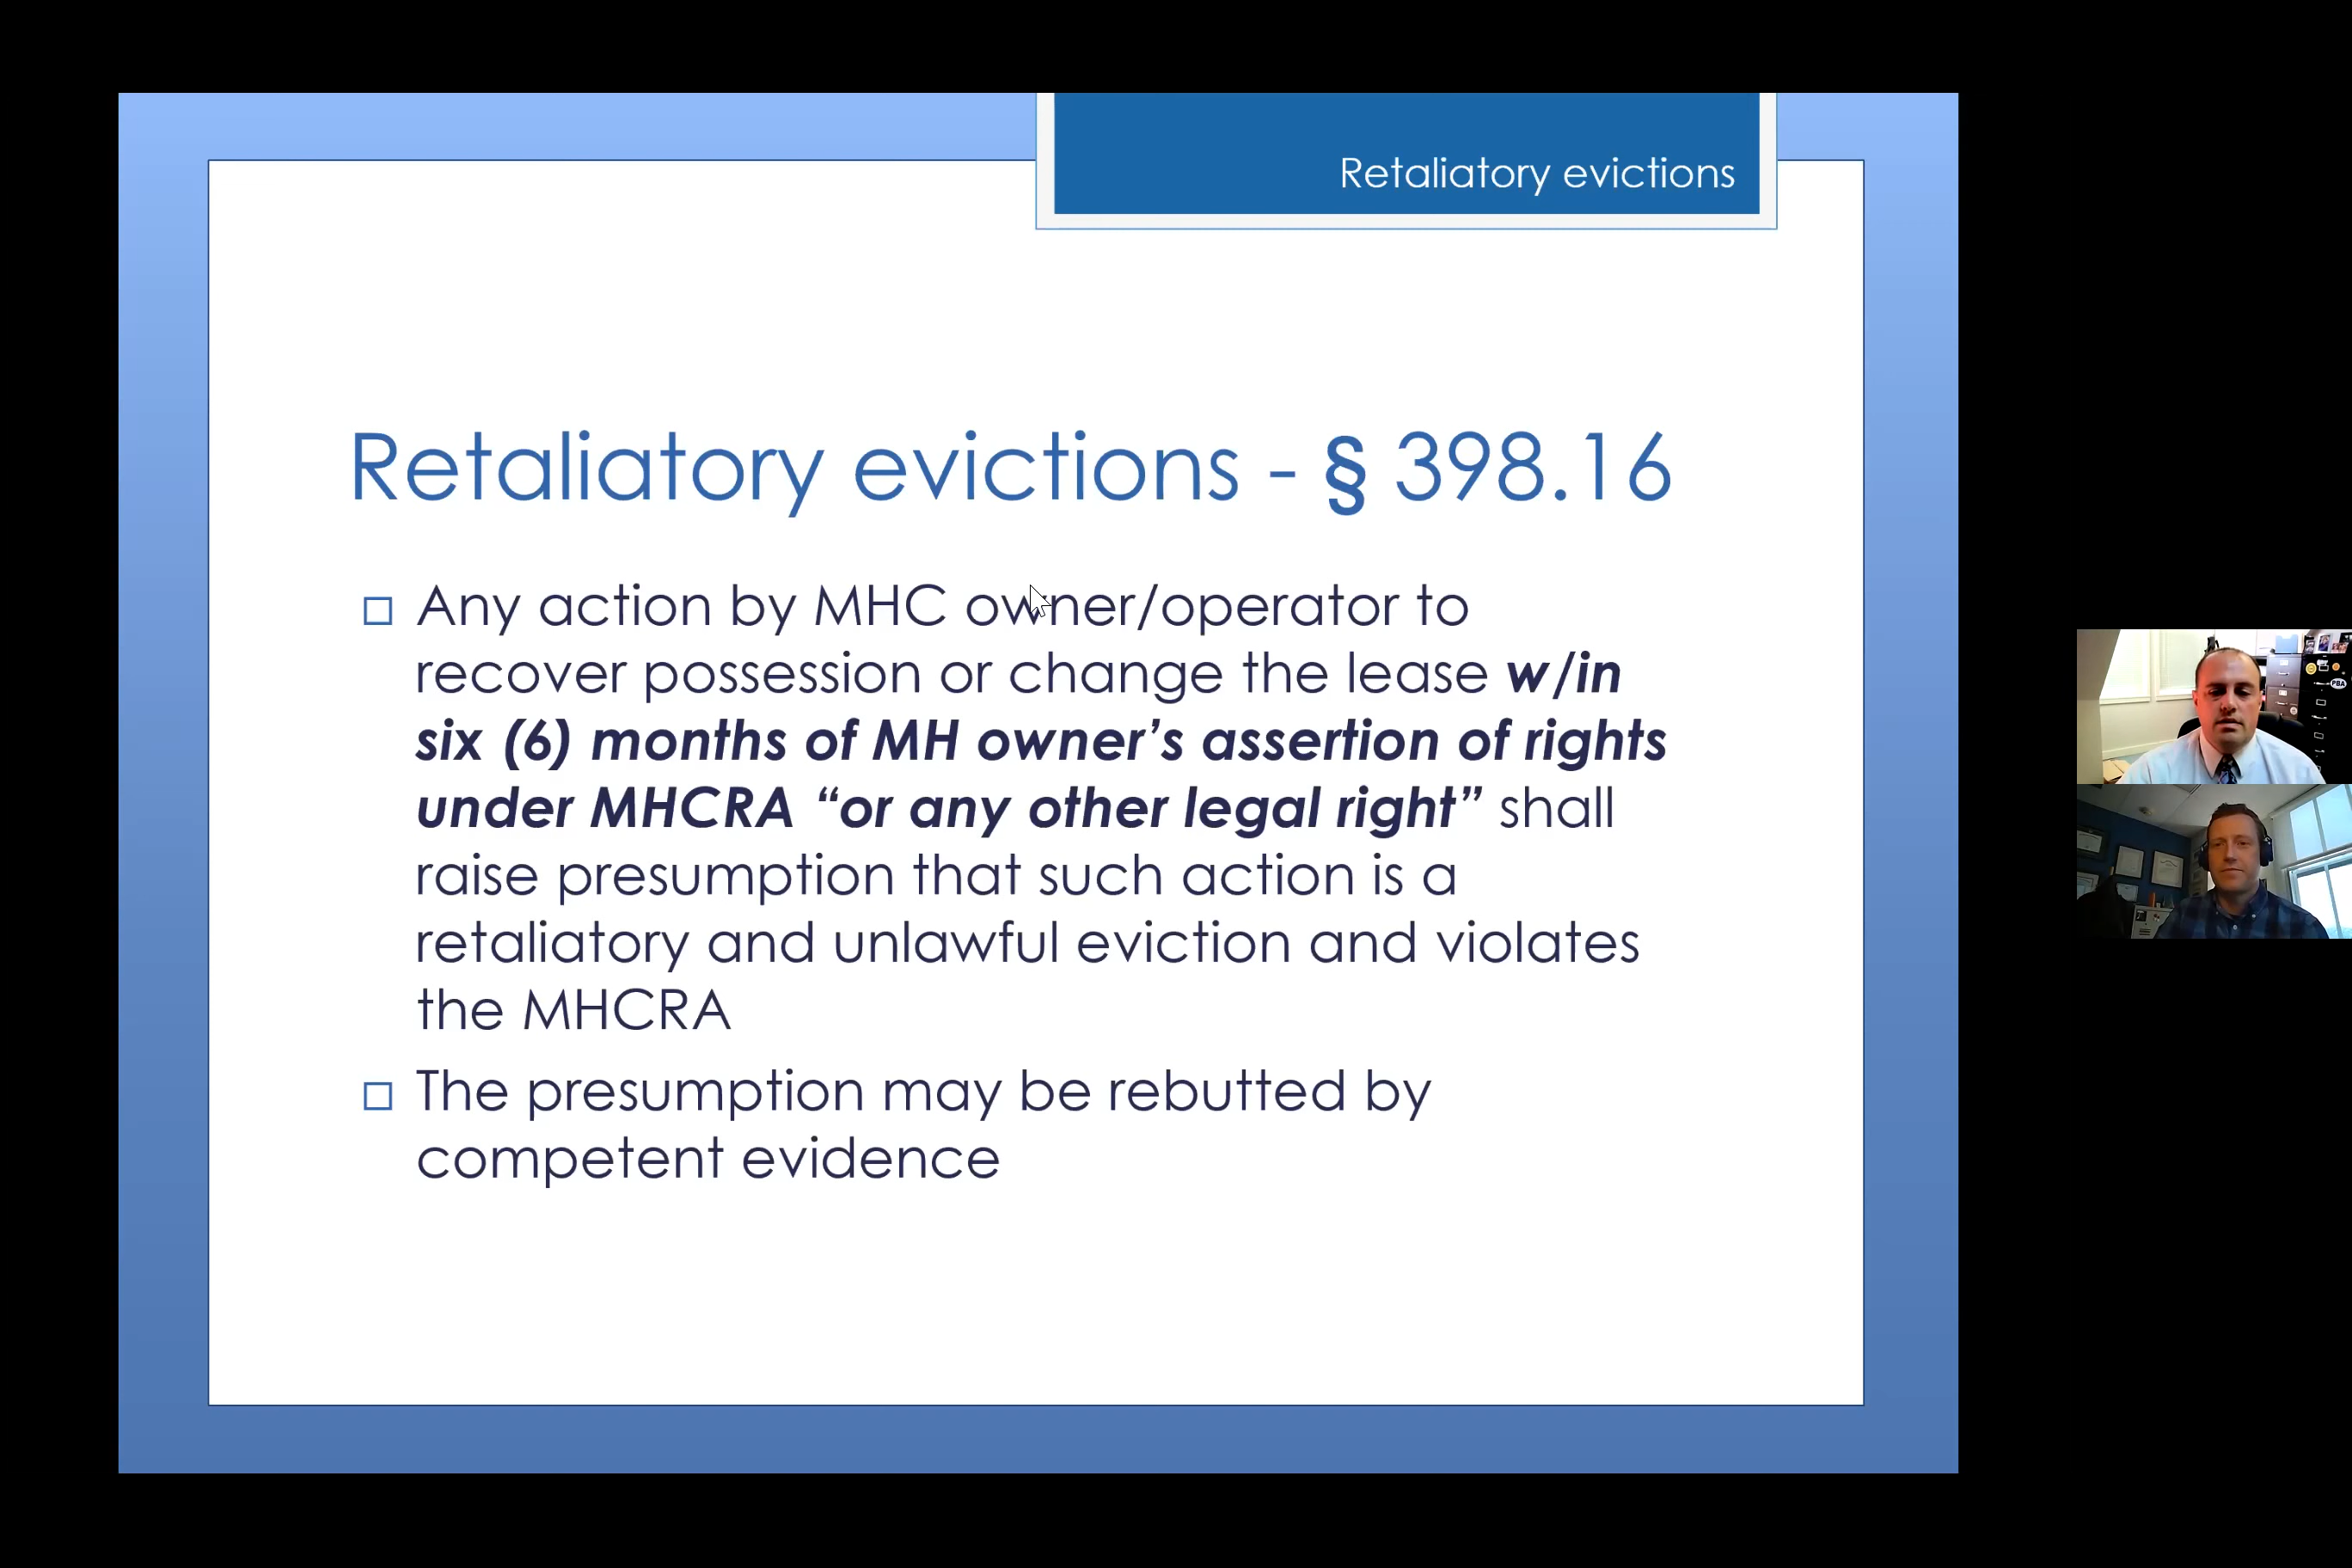 Retaliatory evictions
Retaliatory evictions - § 398.16
Any action by MHC owner/operator to
recover possession or change the lease w/in
six (6) months of MH owner’s assertion of rights
under MHCRA “or any other legal right” shall
raise presumption that such action is a
retaliatory and unlawful eviction and violates
the MHCRA
The presumption may be rebutted by
competent evidence
PBA